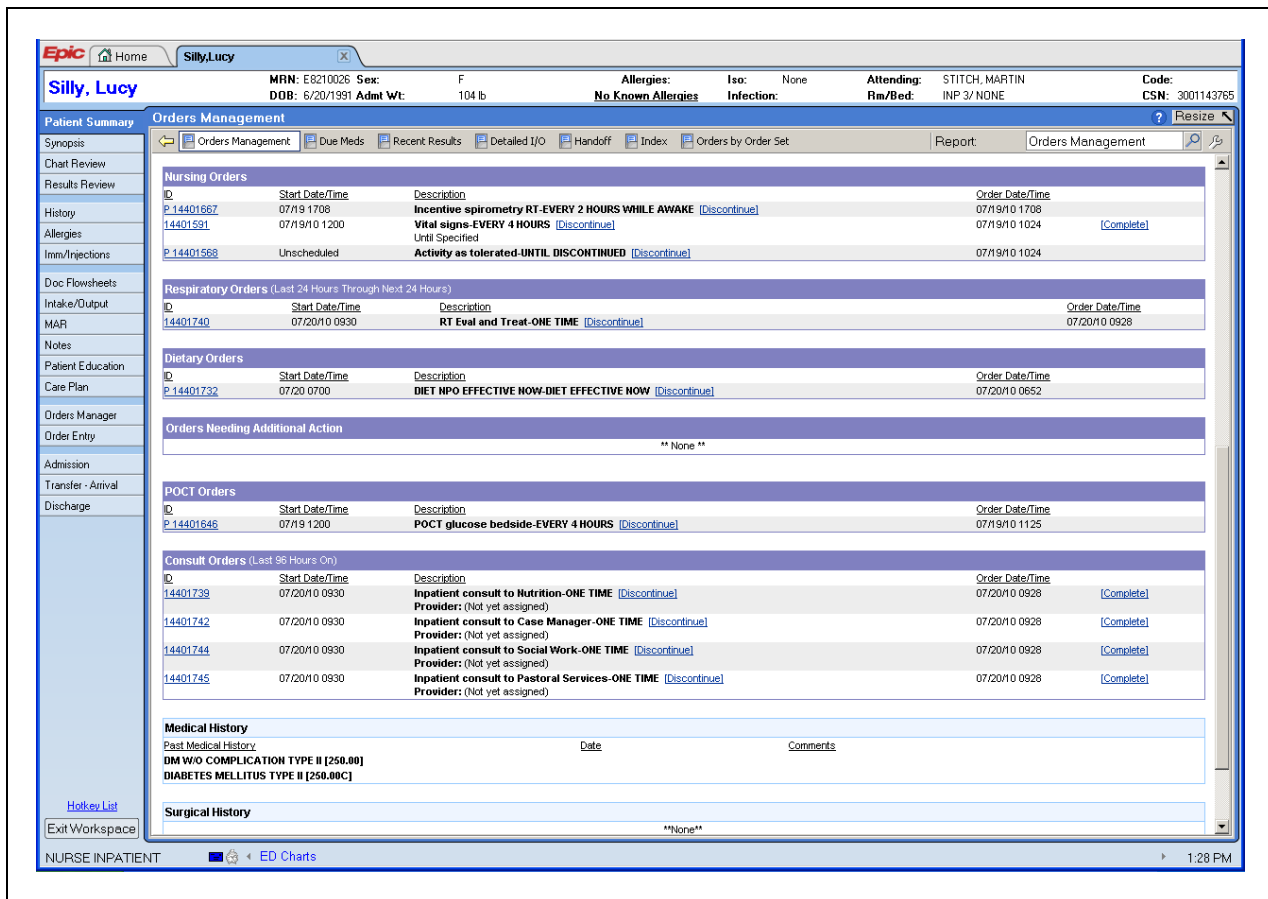 Epic Home Silly,Lucy
Silly, Lucy MRN: E8210026 Sex: F Allergies: Iso: None Attending: STITCH, MARTIN Code:
DOB: 6/20/1991 Admt Wt: 104 lb No Known Allergies Infection: Rm/Bed: INP 3/ NONE CSN: 3001143765
Patient Summary
Synopsis
Chart Review
Results Review
History
Allergies
Imm/Injections
Doc Flowsheets
Intake/Output
MAR
Notes
Patient Education
Care Plan
Orders Manager
Order Entry
Admission
Transfer - Arrival
Discharge
Hotkey List
Exit Workspace
Orders Management ? Resize
Orders Management Due Meds Recent Results Detailed I/O Handoff Index Orders by Order Set Report: Orders Management
Nursing Orders
ID Start Date/Time Description Order Date/Time
P 14401667 07/19 1708 Incentive spirometry RT-EVERY 2 HOURS WHILE AWAKE [Discontinue] 07/19/10 1708
14401591 07/19/10 1200 Vital signs-EVERY 4 HOURS [Discontinue] 07/19/10 1024 [Complete]
Until Specified
P 14401568 Unscheduled Activity as tolerated-UNTIL DISCONTINUED [Discontinue] 07/19/10 1024
Respiratory Orders (Last 24 Hours Through Next 24 Hours)
ID Start Date/Time Description Order Date/Time
14401740 07/20/10 0930 RT Eval and Treat-ONE TIME [Discontinue] 07/20/10 0928
Dietary Orders
ID Start Date/Time Description Order Date/Time
P 14401732 07/20 0700 DIET NPO EFFECTIVE NOW-DIET EFFECTIVE NOW [Discontinue] 07/20/10 0652
Orders Needing Additional Action
** None **
POCT Orders
ID Start Date/Time Description Order Date/Time
P 14401646 07/19 1200 POCT glucose bedside-EVERY 4 HOURS [Discontinue] 07/19/10 1125
Consult Orders (Last 96 Hours On)
ID Start Date/Time Description Order Date/Time
14401739 07/20/10 0930 Inpatient consult to Nutrition-ONE TIME [Discontinue] 07/20/10 0928 [Complete]
Provider: (Not yet assigned)
14401742 07/20/10 0930 Inpatient consult to Case Manager-ONE TIME [Discontinue] 07/20/10 0928 [Complete]
Provider: (Not yet assigned)
14401744 07/20/10 0930 Inpatient consult to Social Work-ONE TIME [Discontinue] 07/20/10 0928 [Complete]
Provider: (Not yet assigned)
14401745 07/20/10 0930 Inpatient consult to Pastoral Services-ONE TIME [Discontinue] 07/20/10 0928 [Complete]
Provider: (Not yet assigned)
Medical History
Past Medical History Date Comments
DM W/O COMPLICATION TYPE II [250.00]
DIABETES MELLITUS TYPE II [250.00C]
Surgical History
**None**
NURSE INPATIENT ED Charts 1:28 PM